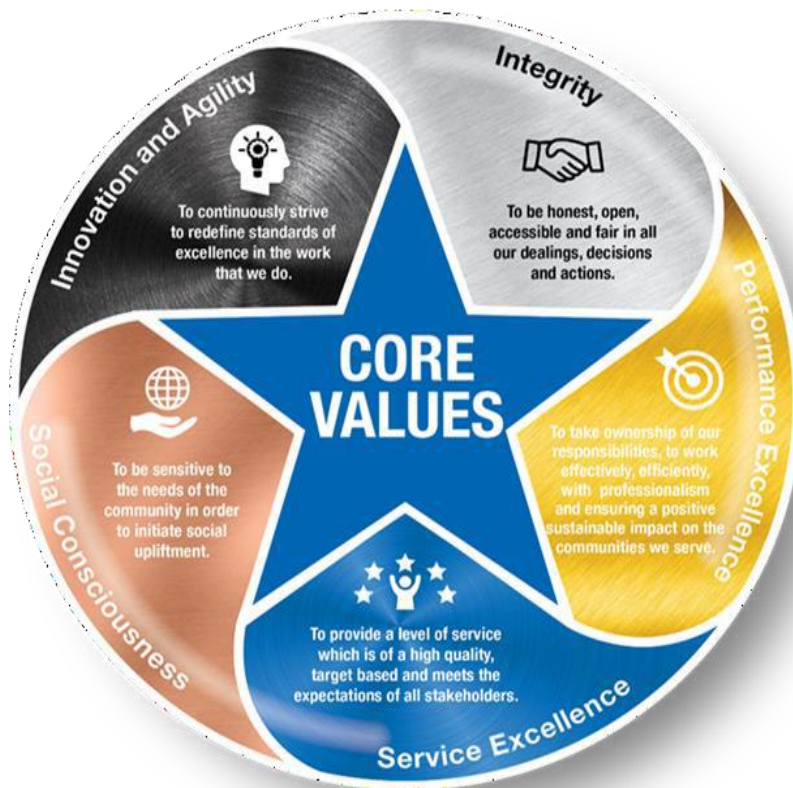 CORE
VALUES
Integrity
To be honest, open,
accessible and fair in all
our dealings, decisions
and actions.
Performance Excellence
To take ownership of our
responsibilities, to work
effectively, efficiently,
with professionalism
and ensuring a positive
sustainable impact on the
communities we serve.
Service Excellence
To provide a level of service
which is of a high quality,
target based and meets the
expectations of all stakeholders.
Social Consciousness
To be sensitive to
the needs of the
community in order
to initiate social
upliftment.
Innovation and Agility
To continuously strive
to redefine standards of
excellence in the work
that we do.